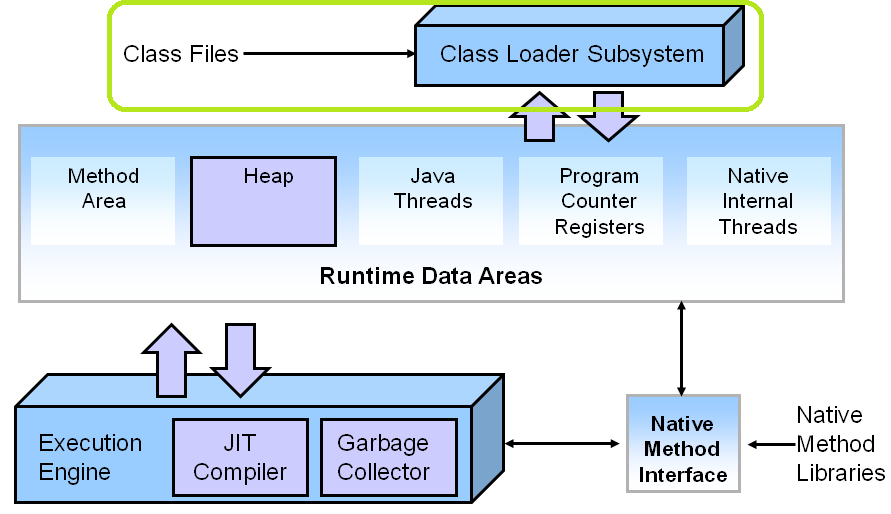 Class Files
Class Loader Subsystem
Method
Area
Heap
Java
Threads
Program
Counter
Registers
Native
Internal
Threads
Runtime Data Areas
Execution
Engine
JIT
Compiler
Garbage
Collector
Native
Method
Interface
Native
Method
Libraries